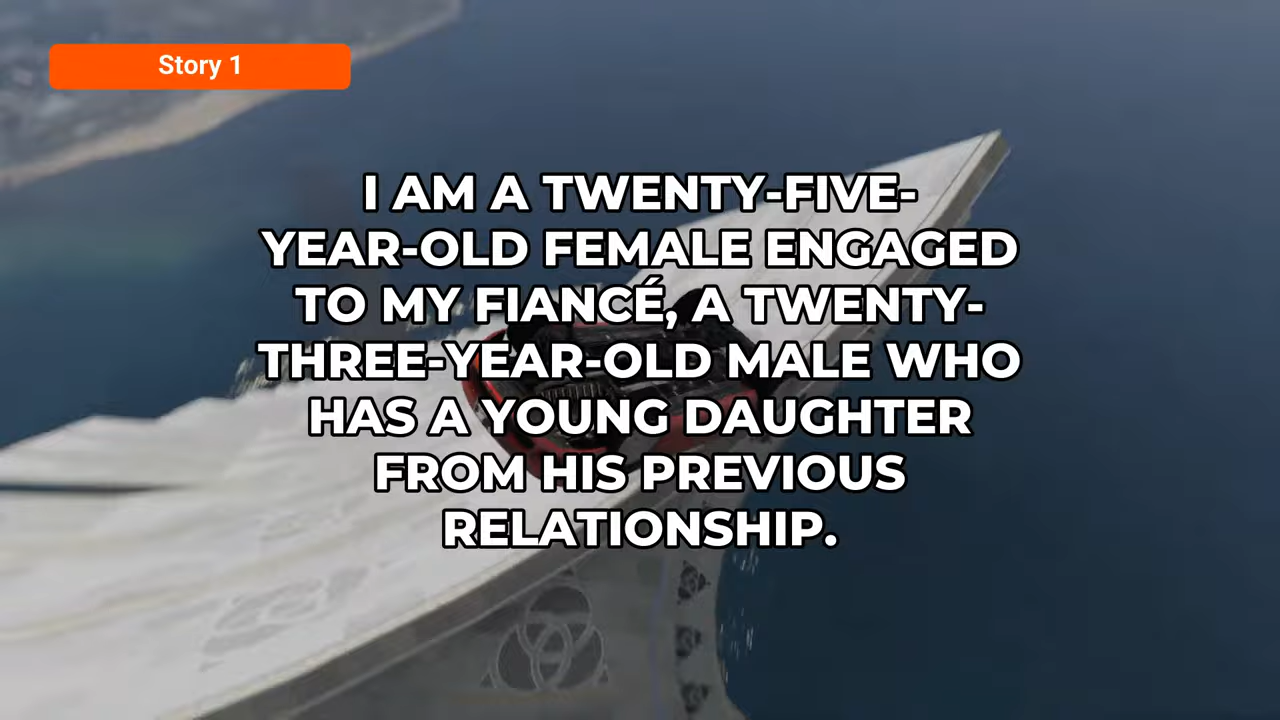 Story 1
I AM A TWENTY-FIVE-
YEAR-OLD FEMALE ENGAGED
TO MY FIANCÉ, A TWENTY-
THREE-YEAR-OLD MALE WHO
HAS A YOUNG DAUGHTER
FROM HIS PREVIOUS
RELATIONSHIP.